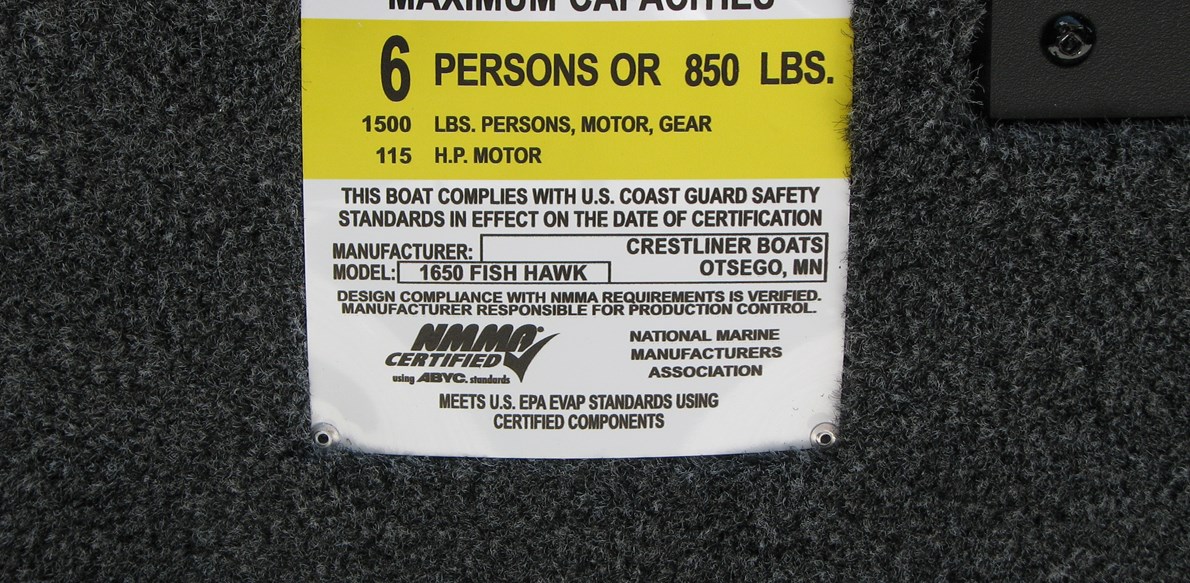 MAXIMUM CAPACITIES
6 PERSONS OR 850 LBS.
1500 LBS. PERSONS, MOTOR, GEAR
115 H.P. MOTOR
THIS BOAT COMPLIES WITH U.S. COAST GUARD SAFETY
STANDARDS IN EFFECT ON THE DATE OF CERTIFICATION
MANUFACTURER: CRESTLINER BOATS
OTSEGO, MN
MODEL: 1650 FISH HAWK
DESIGN COMPLIANCE WITH NMMA REQUIREMENTS IS VERIFIED.
MANUFACTURER RESPONSIBLE FOR PRODUCTION CONTROL.
NMMA®
CERTIFIED
using ABYC. standards
NATIONAL MARINE
MANUFACTURERS
ASSOCIATION
MEETS U.S. EPA EVAP STANDARDS USING
CERTIFIED COMPONENTS